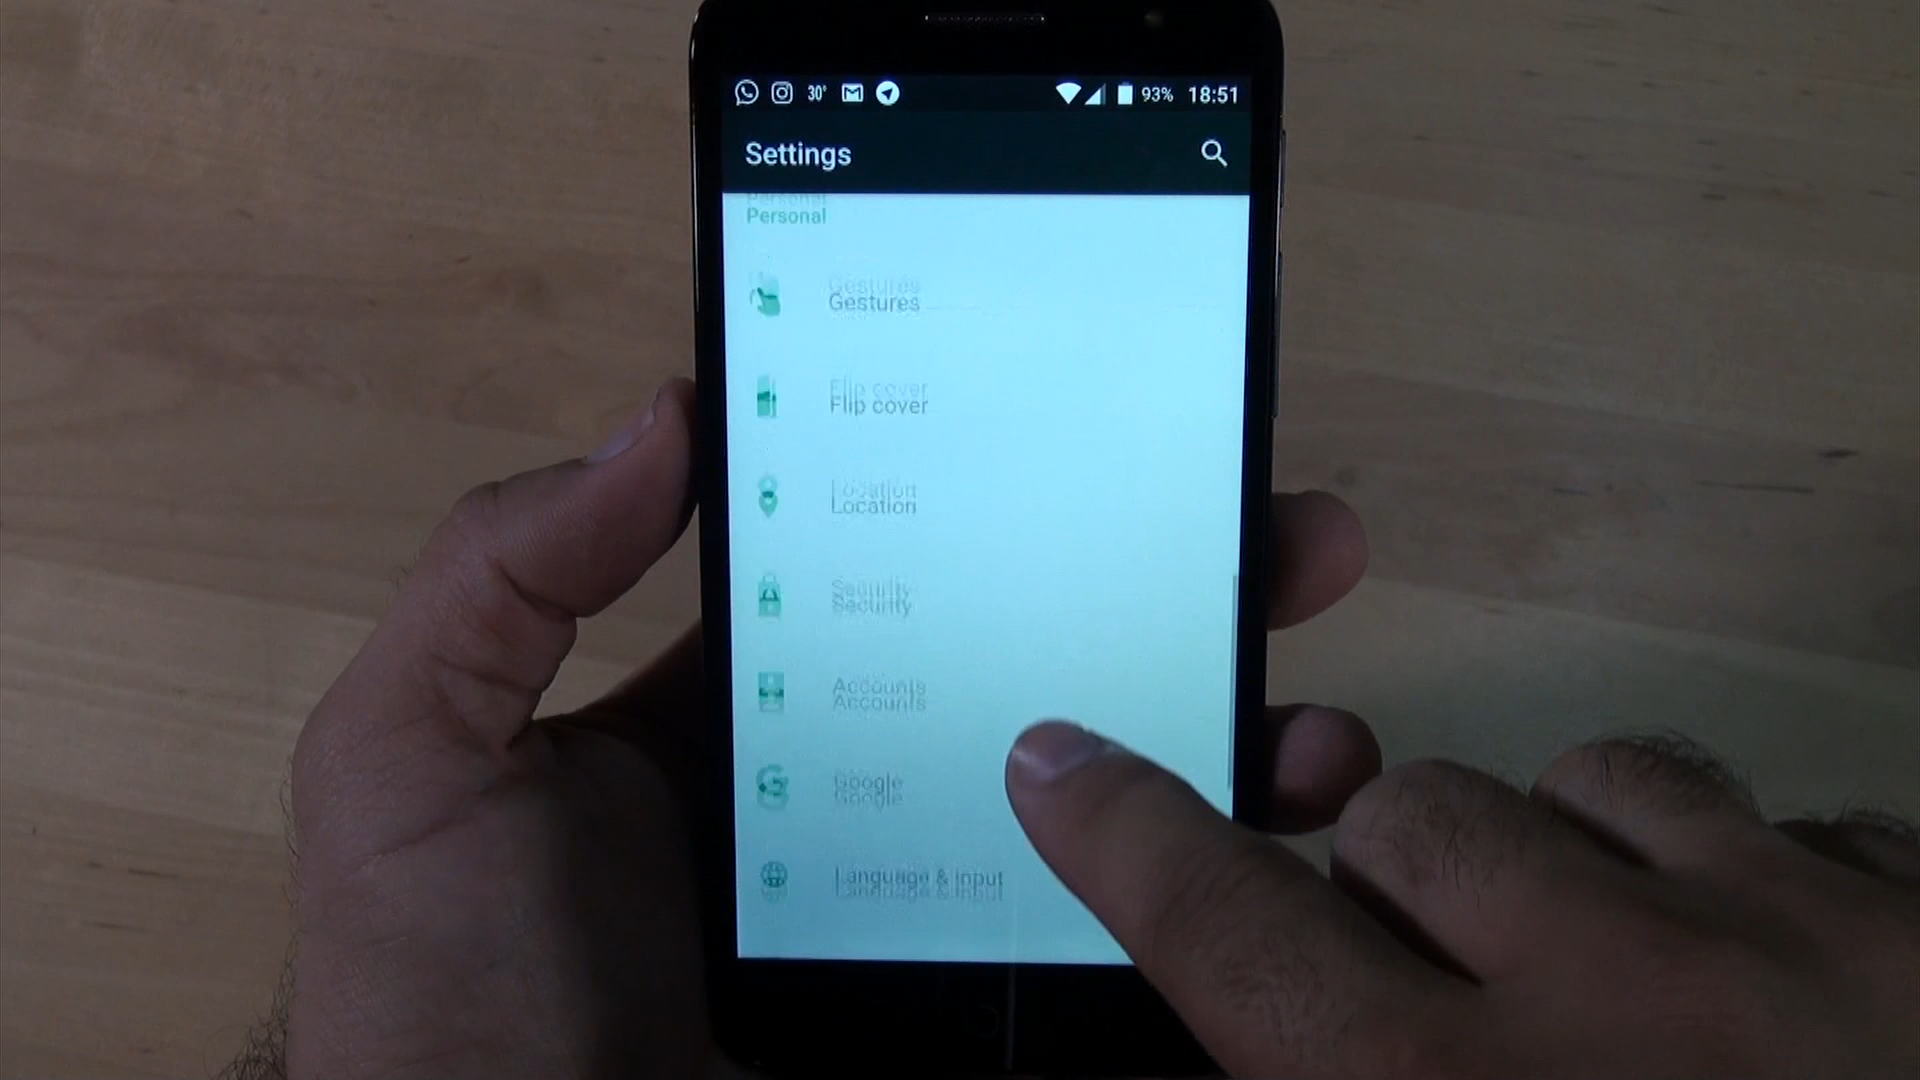 30° 93% 18:51
Settings
Personal
Gestures
Flip cover
Location
Security
Accounts
Google
Language & input